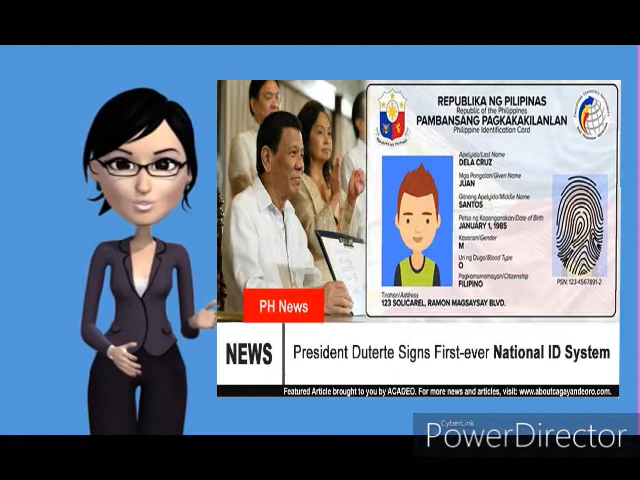 REPUBLIKA NG PILIPINAS
Republic of the Philippines
PAMBANSANG PAGKAKAKILANLAN
Philippine Identification Card
Apelyido/Last Name
DELA CRUZ
Mga Pangalan/Given Name
JUAN
Gitnang Apelyido/Middle Name
SANTOS
Petsa ng Kapanganakan/Date of Birth
JANUARY 1, 1985
Kasarian/Gender
M
Uri ng Dugo/Blood Type
O
Pagkamamamayan/Citizenship
FILIPINO
PSN: 123-4567891-2
Tirahan/Address
123 SOLICAREL, RAMON MAGSAYSAY BLVD.
PH News
NEWS
President Duterte Signs First-ever National ID System
Featured Article brought to you by ACADEO. For more news and articles, visit: www.aboutcagayandeoro.com.
CyberLink
PowerDirector